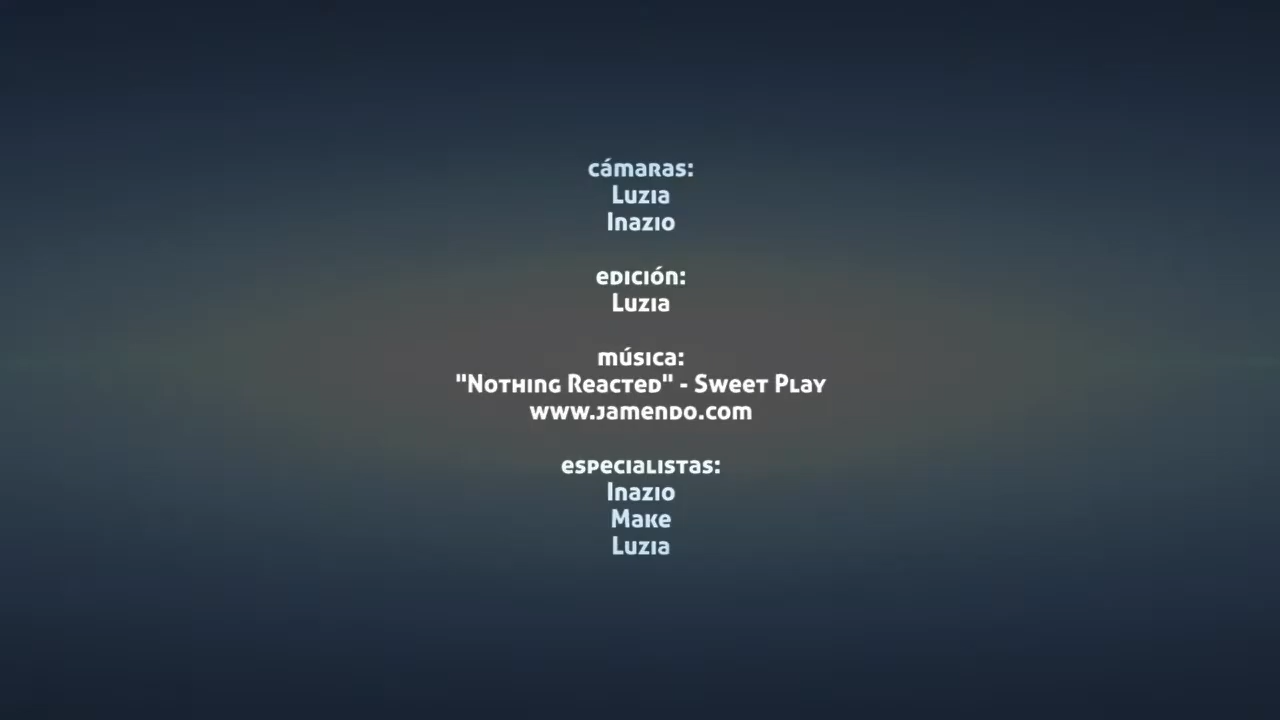 cámaras:
Luzia
Inazio
edición:
Luzia
música:
"Nothing Reacted" - Sweet Play
www.jamendo.com
especialistas:
Inazio
Make
Luzia